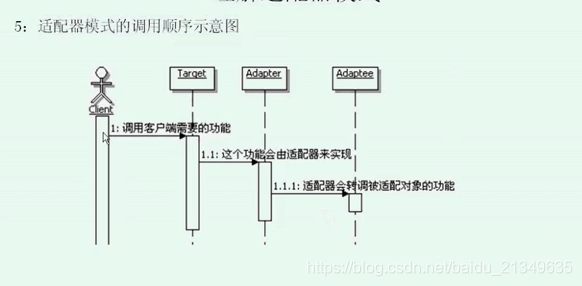 5：适配器模式的调用顺序示意图
Target
Adapter
Adaptee
Client
1: 调用客户端需要的功能
1.1: 这个功能会由适配器来实现
1.1.1: 适配器会转调被适配对象的功能
https://blog.csdn.net/baidu_21349635